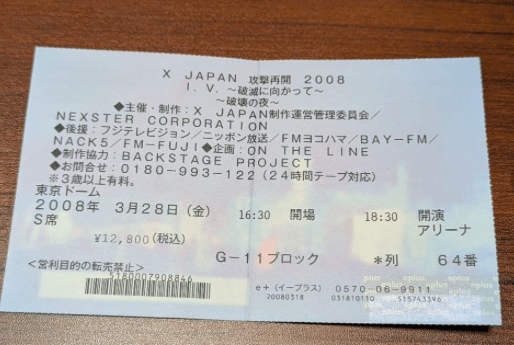 X JAPAN 攻撃再開 2008
I.V.~破滅に向かって~
~破壊の夜~
◆主催・制作:X JAPAN制作運営管理委員会/
NEXSTER CORPORATION
◆後援:フジテレビジョン/ニッポン放送/FMヨコハマ/BAY-FM/
NACK5/FM-FUJI◆企画:ON THE LINE
◆制作協力:BACKSTAGE PROJECT
◆お問合せ:0180-993-122(24時間テープ対応)
※3歳以上有料。
東京ドーム
2008年 3月28日(金) 16:30 開場 18:30 開演
S席 アリーナ
¥12,800(税込)
G-11ブロック *列 64番
<営利目的の転売禁止>
5180007908846
e+(イープラス) 0570-06-9911
20080318 031810110 515743396
eplus eplus eplus